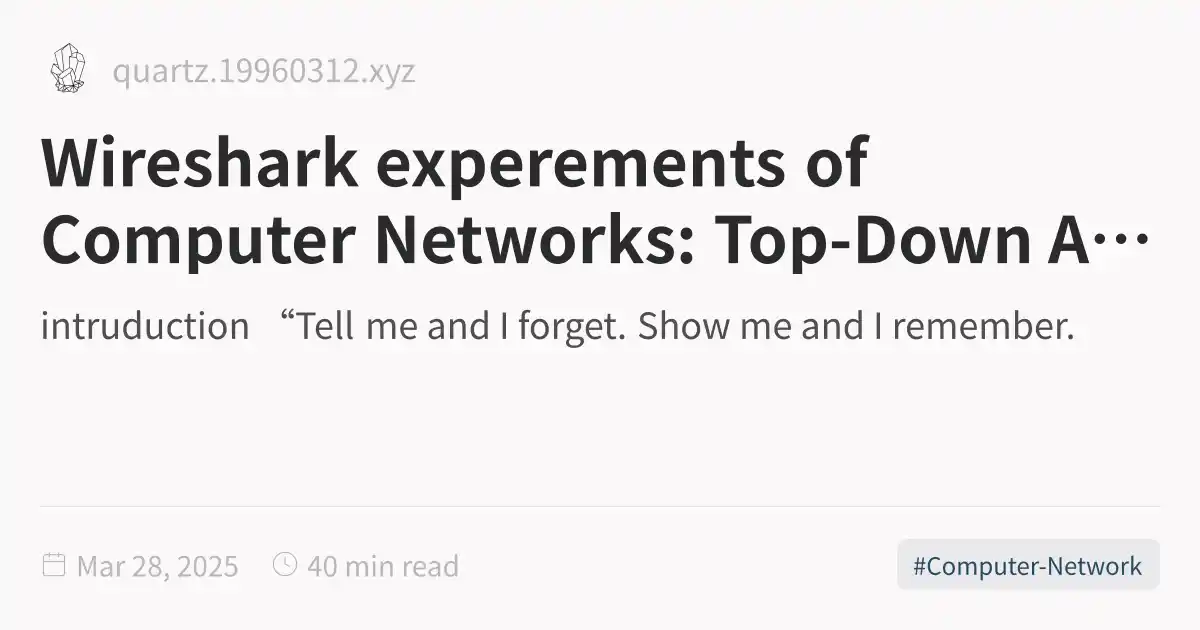 quartz.19960312.xyz
Wireshark experements of
Computer Networks: Top-Down A…
intruduction “Tell me and I forget. Show me and I remember.
Mar 28, 2025 40 min read #Computer-Network